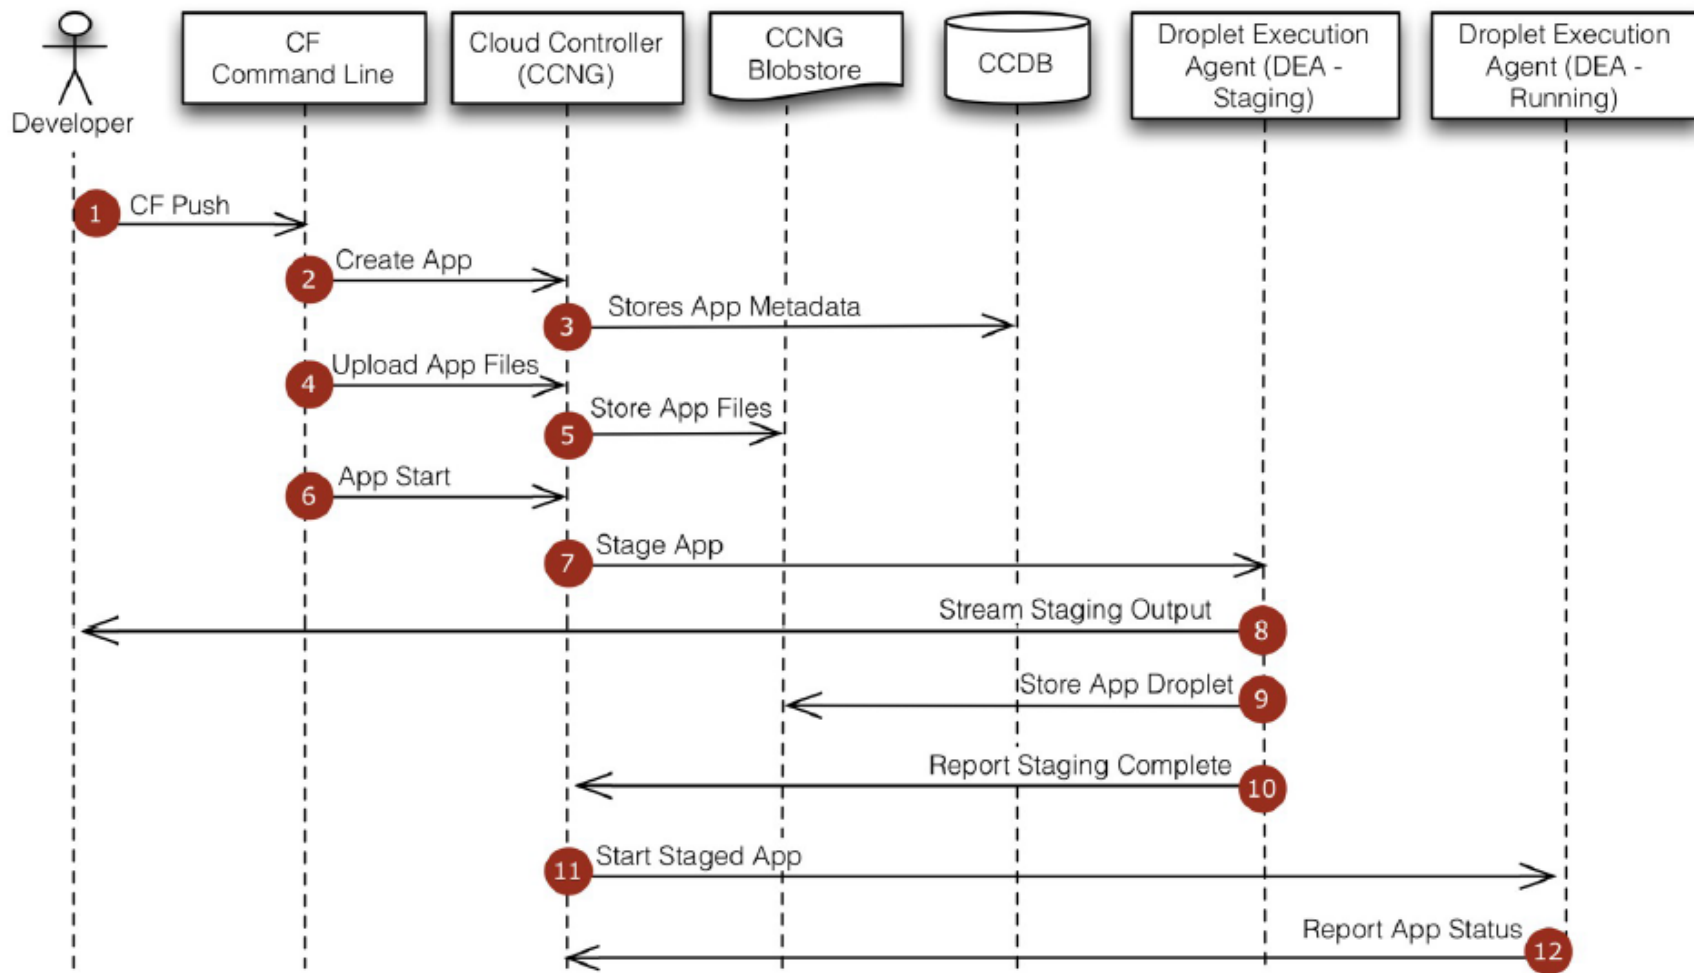 CF
Command Line
Cloud Controller
(CCNG)
CCNG
Blobstore
CCDB
Droplet Execution
Agent (DEA -
Staging)
Droplet Execution
Agent (DEA -
Running)
Developer
1 CF Push
2 Create App
3 Stores App Metadata
4 Upload App Files
5 Store App Files
6 App Start
7 Stage App
Stream Staging Output 8
Store App Droplet 9
Report Staging Complete 10
11 Start Staged App
Report App Status 12